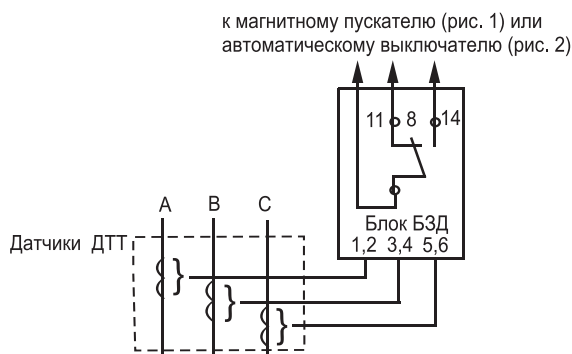 к магнитному пускателю (рис. 1) или
автоматическому выключателю (рис. 2)
11 8 14
Блок БЗД
1,2 3,4 5,6
A B C
Датчики ДТТ